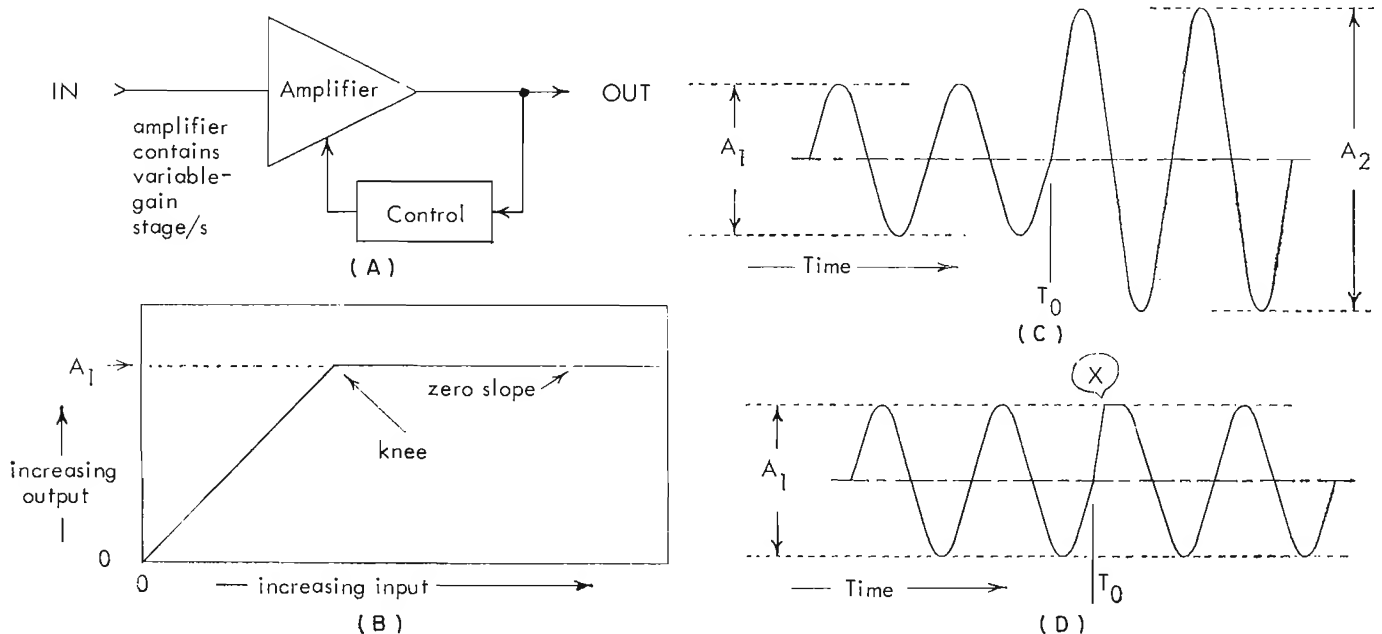 IN
Amplifier
OUT
amplifier
contains
variable-
gain
stage/s
Control
(A)
A1
zero slope
knee
increasing
output
0
0
increasing input
(B)
A1
A2
Time
T0
(C)
X
A1
Time
T0
(D)